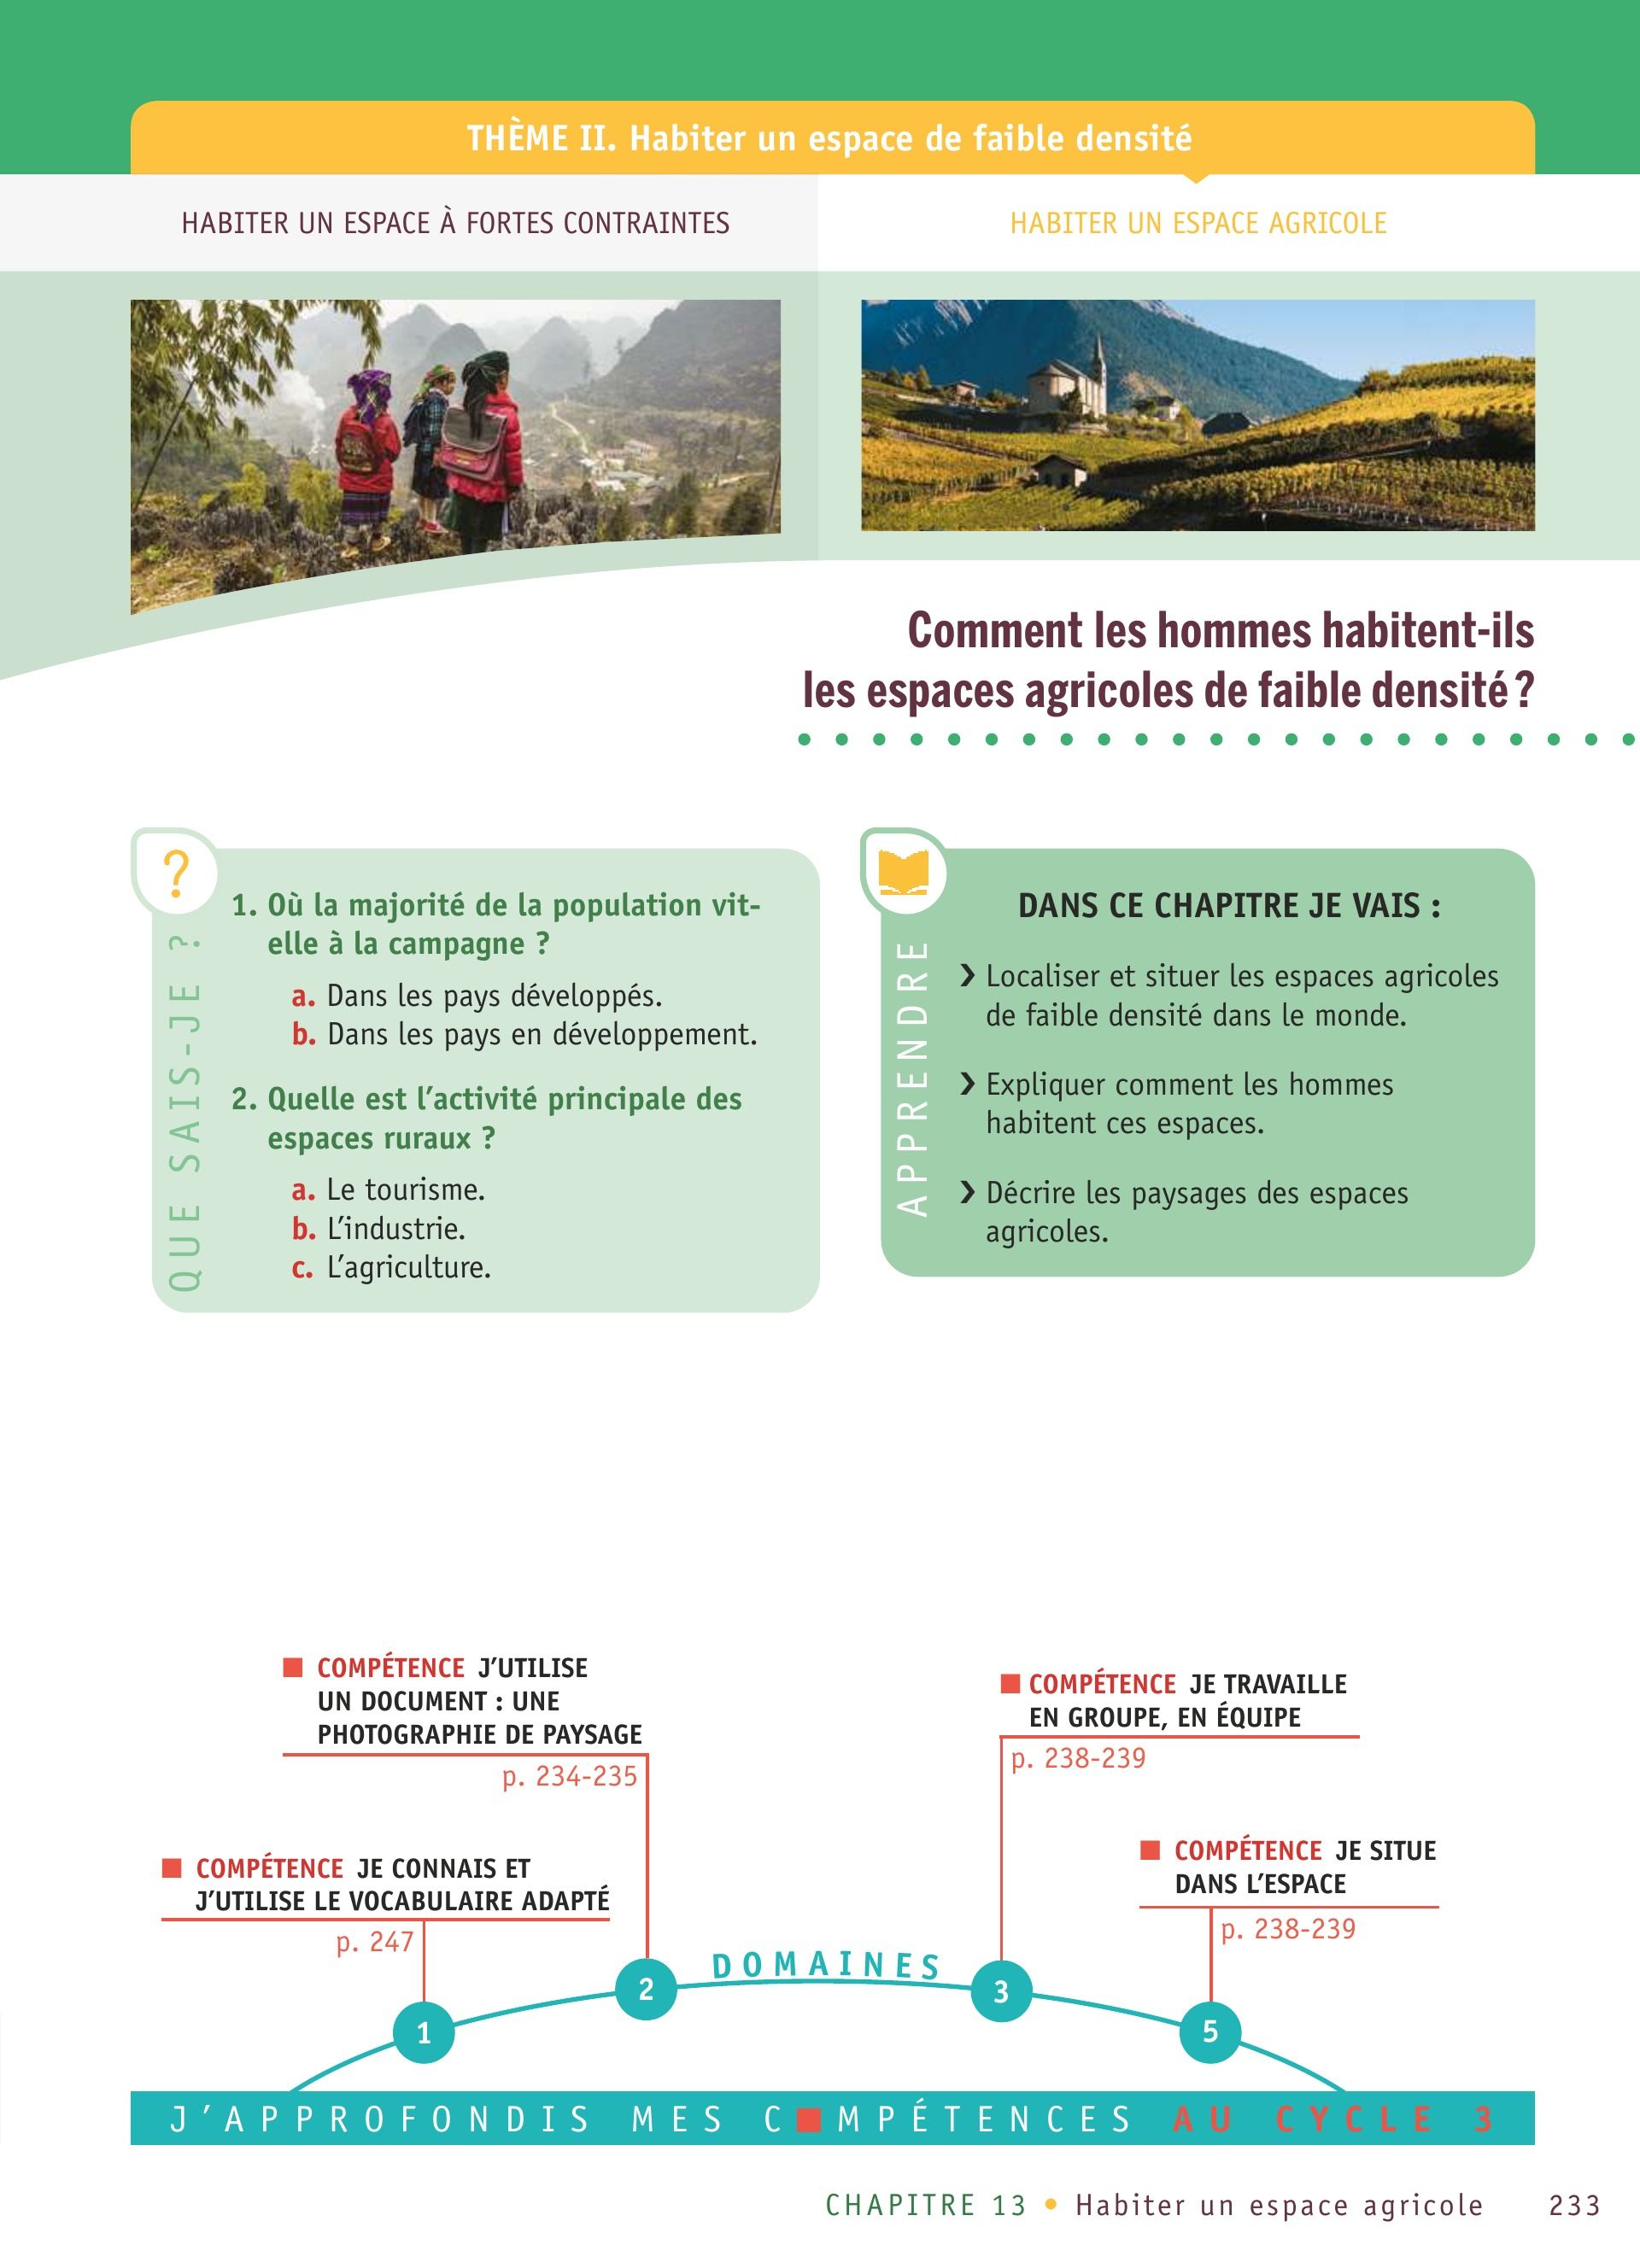 THÈME II. Habiter un espace de faible densité
HABITER UN ESPACE À FORTES CONTRAINTES
HABITER UN ESPACE AGRICOLE
Comment les hommes habitent-ils
les espaces agricoles de faible densité ?
?
QUE SAIS-JE ?
1. Où la majorité de la population vit-
elle à la campagne ?
a. Dans les pays développés.
b. Dans les pays en développement.
2. Quelle est l'activité principale des
espaces ruraux ?
a. Le tourisme.
b. L'industrie.
c. L'agriculture.
APPRENDRE
DANS CE CHAPITRE JE VAIS :
❯ Localiser et situer les espaces agricoles
de faible densité dans le monde.
❯ Expliquer comment les hommes
habitent ces espaces.
❯ Décrire les paysages des espaces
agricoles.
■ COMPÉTENCE J'UTILISE
UN DOCUMENT : UNE
PHOTOGRAPHIE DE PAYSAGE
p. 234-235
■ COMPÉTENCE JE TRAVAILLE
EN GROUPE, EN ÉQUIPE
p. 238-239
■ COMPÉTENCE JE CONNAIS ET
J'UTILISE LE VOCABULAIRE ADAPTÉ
p. 247
■ COMPÉTENCE JE SITUE
DANS L'ESPACE
p. 238-239
DOMAINES
1
2
3
5
J'APPROFONDIS MES C■MPÉTENCES AU CYCLE 3
CHAPITRE 13 • Habiter un espace agricole 233